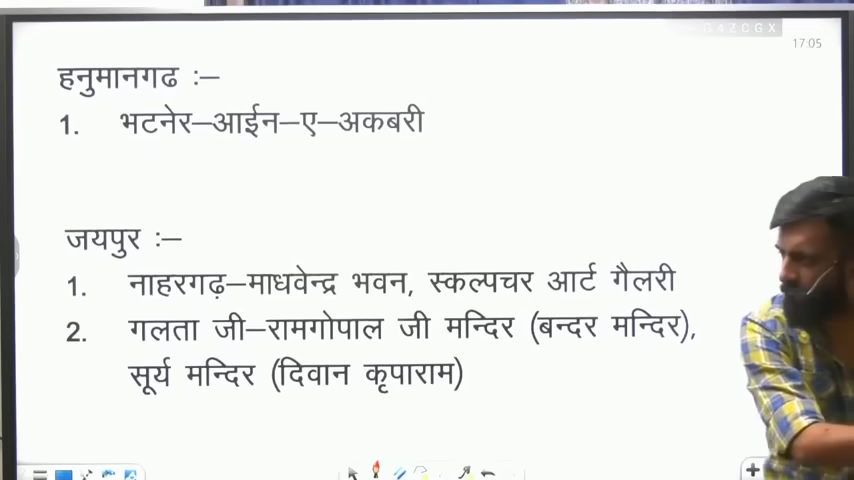 G4ZCGX
17:05
हनुमानगढ :–
1. भटनेर–आईन–ए–अकबरी
जयपुर :–
1. नाहरगढ़–माधवेन्द्र भवन, स्कल्पचर आर्ट गैलरी
2. गलता जी–रामगोपाल जी मन्दिर (बन्दर मन्दिर),
सूर्य मन्दिर (दिवान कृपाराम)